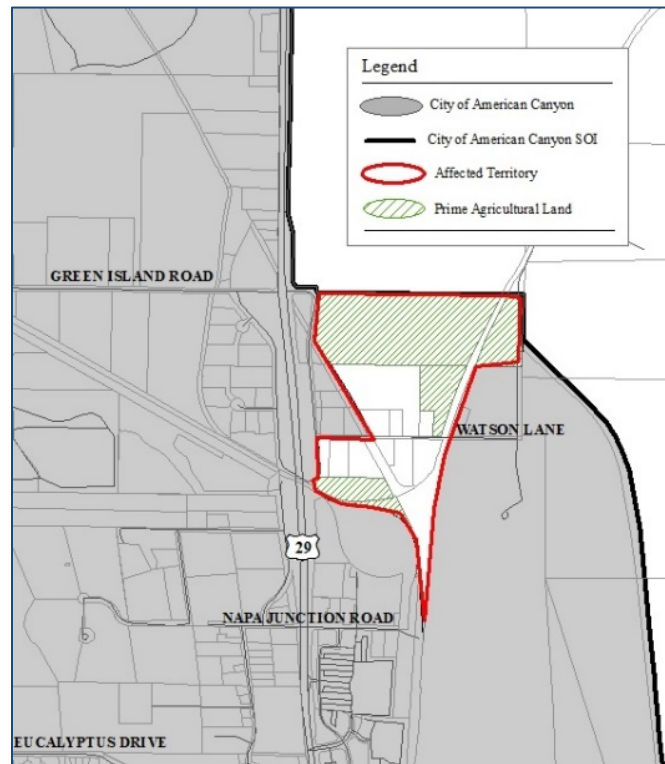 Legend
City of American Canyon
City of American Canyon SOI
Affected Territory
Prime Agricultural Land
GREEN ISLAND ROAD
WATSON LANE
29
NAPA JUNCTION ROAD
EUCALYPTUS DRIVE